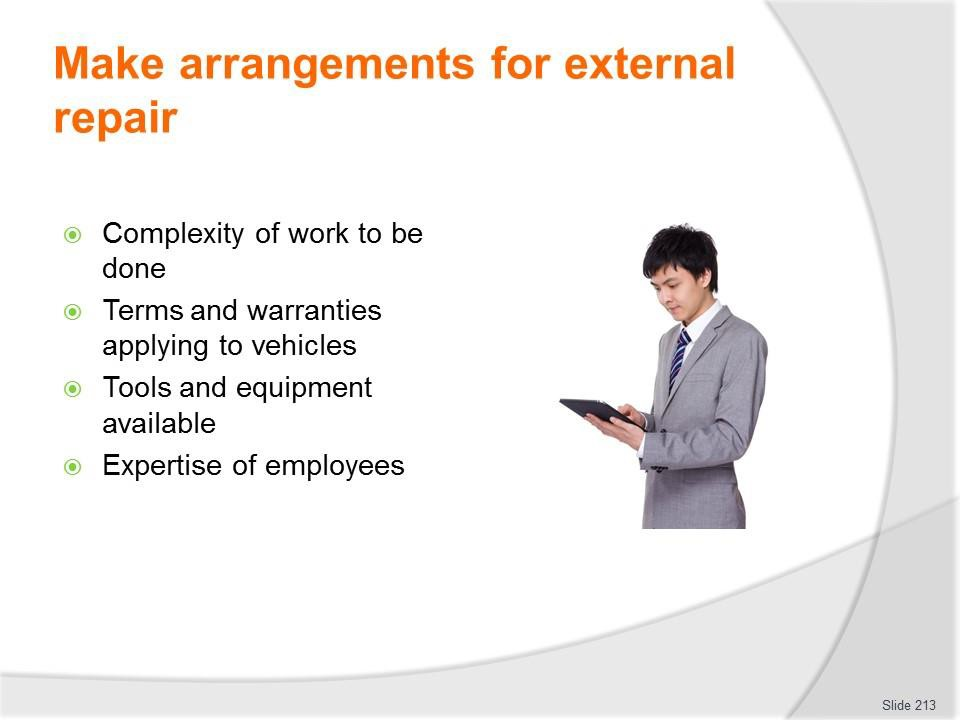 Make arrangements for external
repair
Complexity of work to be
done
Terms and warranties
applying to vehicles
Tools and equipment
available
Expertise of employees
Slide 213